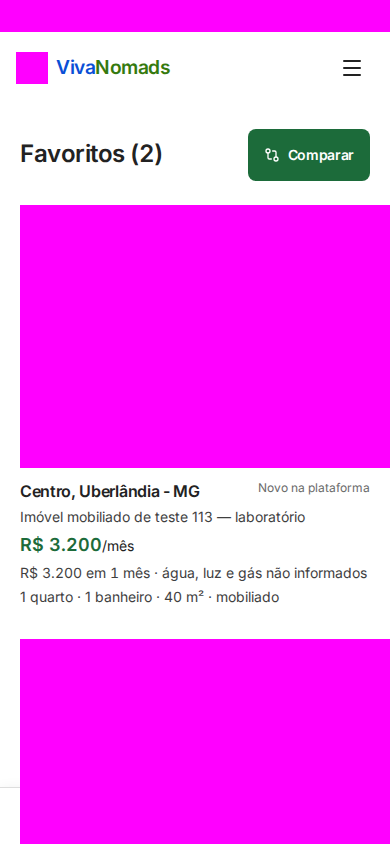 VivaNomads
Favoritos (2)
Comparar
Centro, Uberlândia - MG
Novo na plataforma
Imóvel mobiliado de teste 113 — laboratório
R$ 3.200/mês
R$ 3.200 em 1 mês · água, luz e gás não informados
1 quarto · 1 banheiro · 40 m² · mobiliado